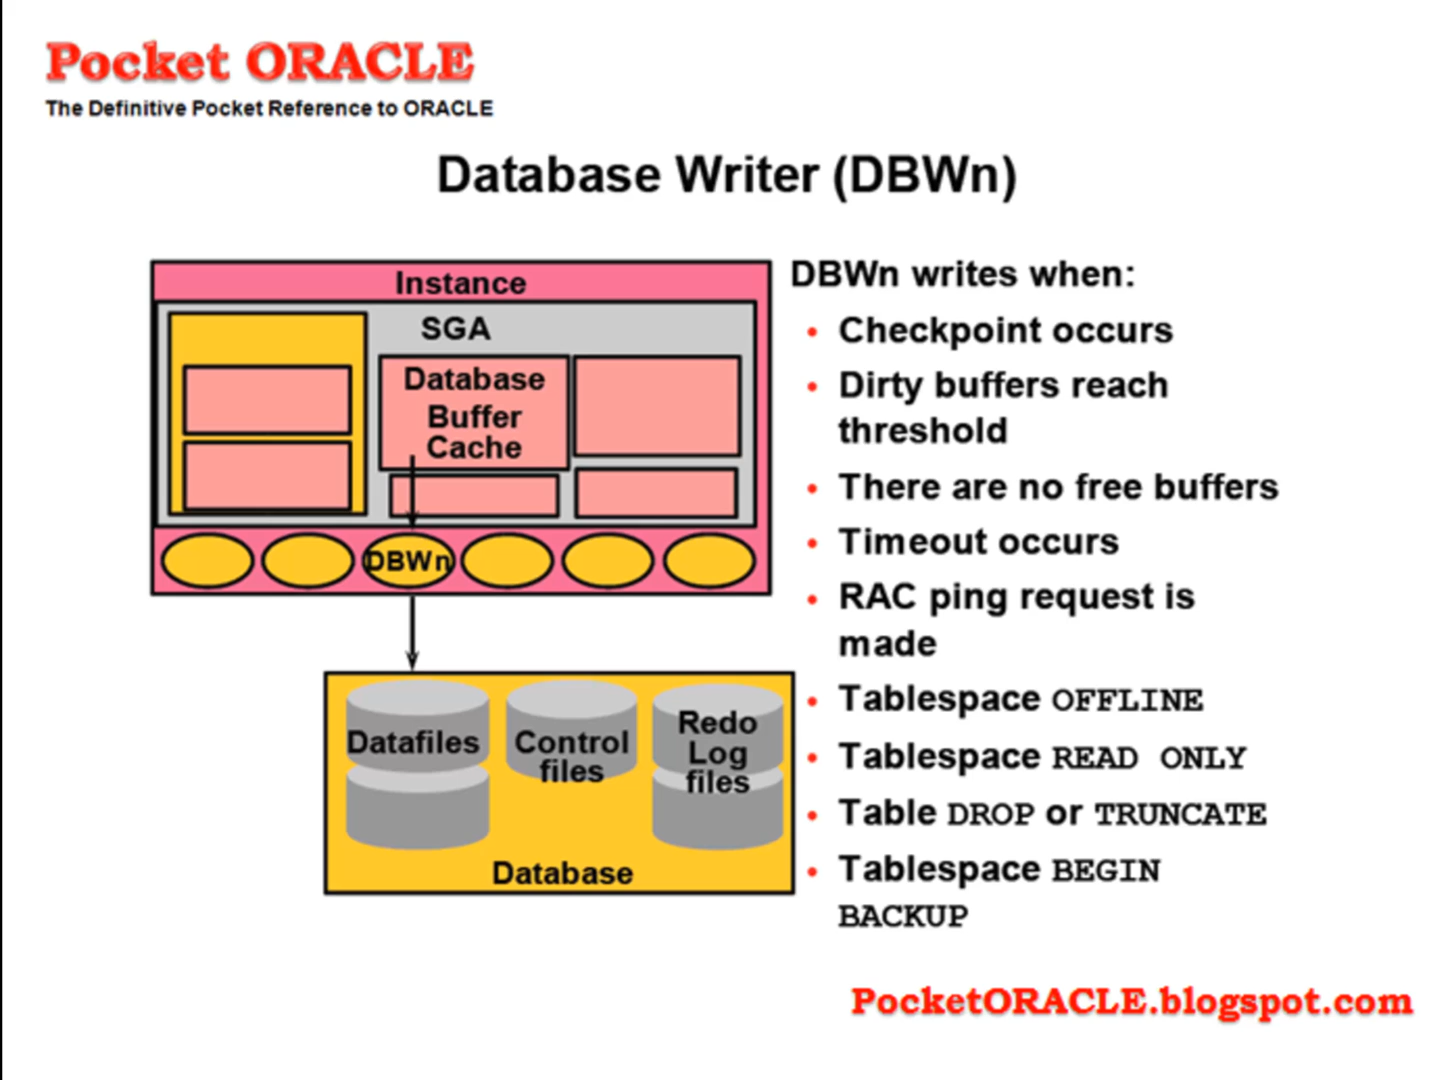 Pocket ORACLE
The Definitive Pocket Reference to ORACLE
Database Writer (DBWn)
Instance
SGA
Database
Buffer
Cache
DBWn
Datafiles
Control
files
Redo
Log
files
Database
DBWn writes when:
• Checkpoint occurs
• Dirty buffers reach
threshold
• There are no free buffers
• Timeout occurs
• RAC ping request is
made
• Tablespace OFFLINE
• Tablespace READ ONLY
• Table DROP or TRUNCATE
• Tablespace BEGIN
BACKUP
PocketORACLE.blogspot.com